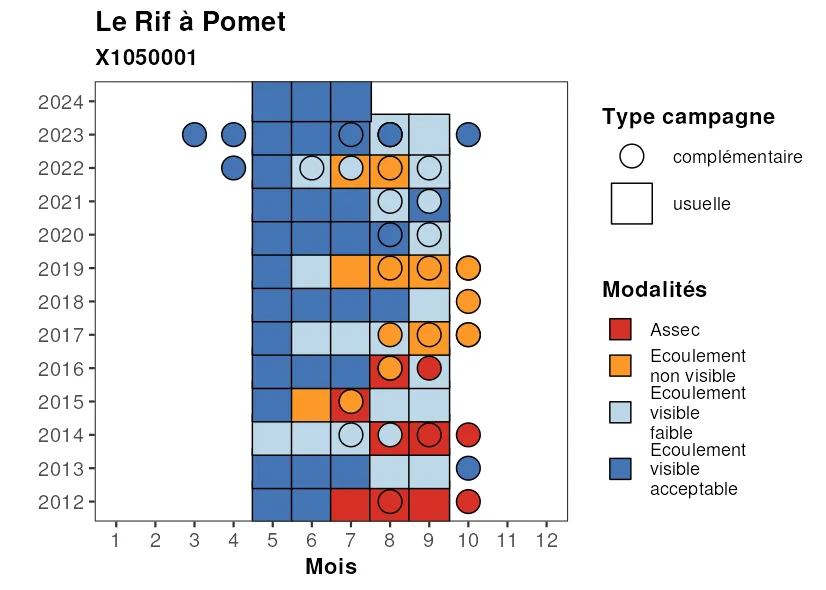 Le Rif à Pomet
X1050001
2024
2023
2022
2021
2020
2019
2018
2017
2016
2015
2014
2013
2012
1 2 3 4 5 6 7 8 9 10 11 12
Mois
Type campagne
complémentaire
usuelle
Modalités
Assec
Ecoulement
non visible
Ecoulement
visible
faible
Ecoulement
visible
acceptable